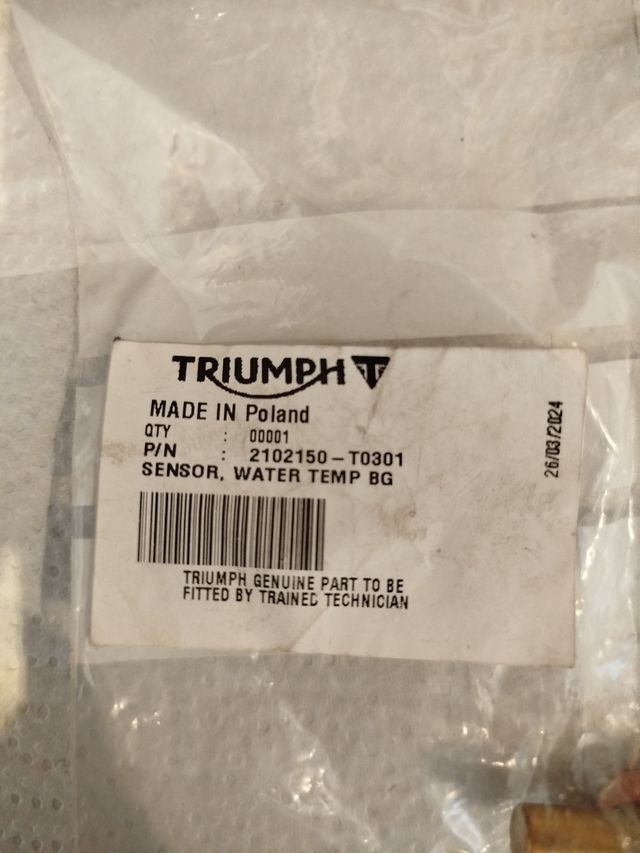 TRIUMPH
MADE IN Poland
QTY : 00001
P/N : 2102150-T0301
SENSOR, WATER TEMP BG
TRIUMPH GENUINE PART TO BE
FITTED BY TRAINED TECHNICIAN
26/03/2024